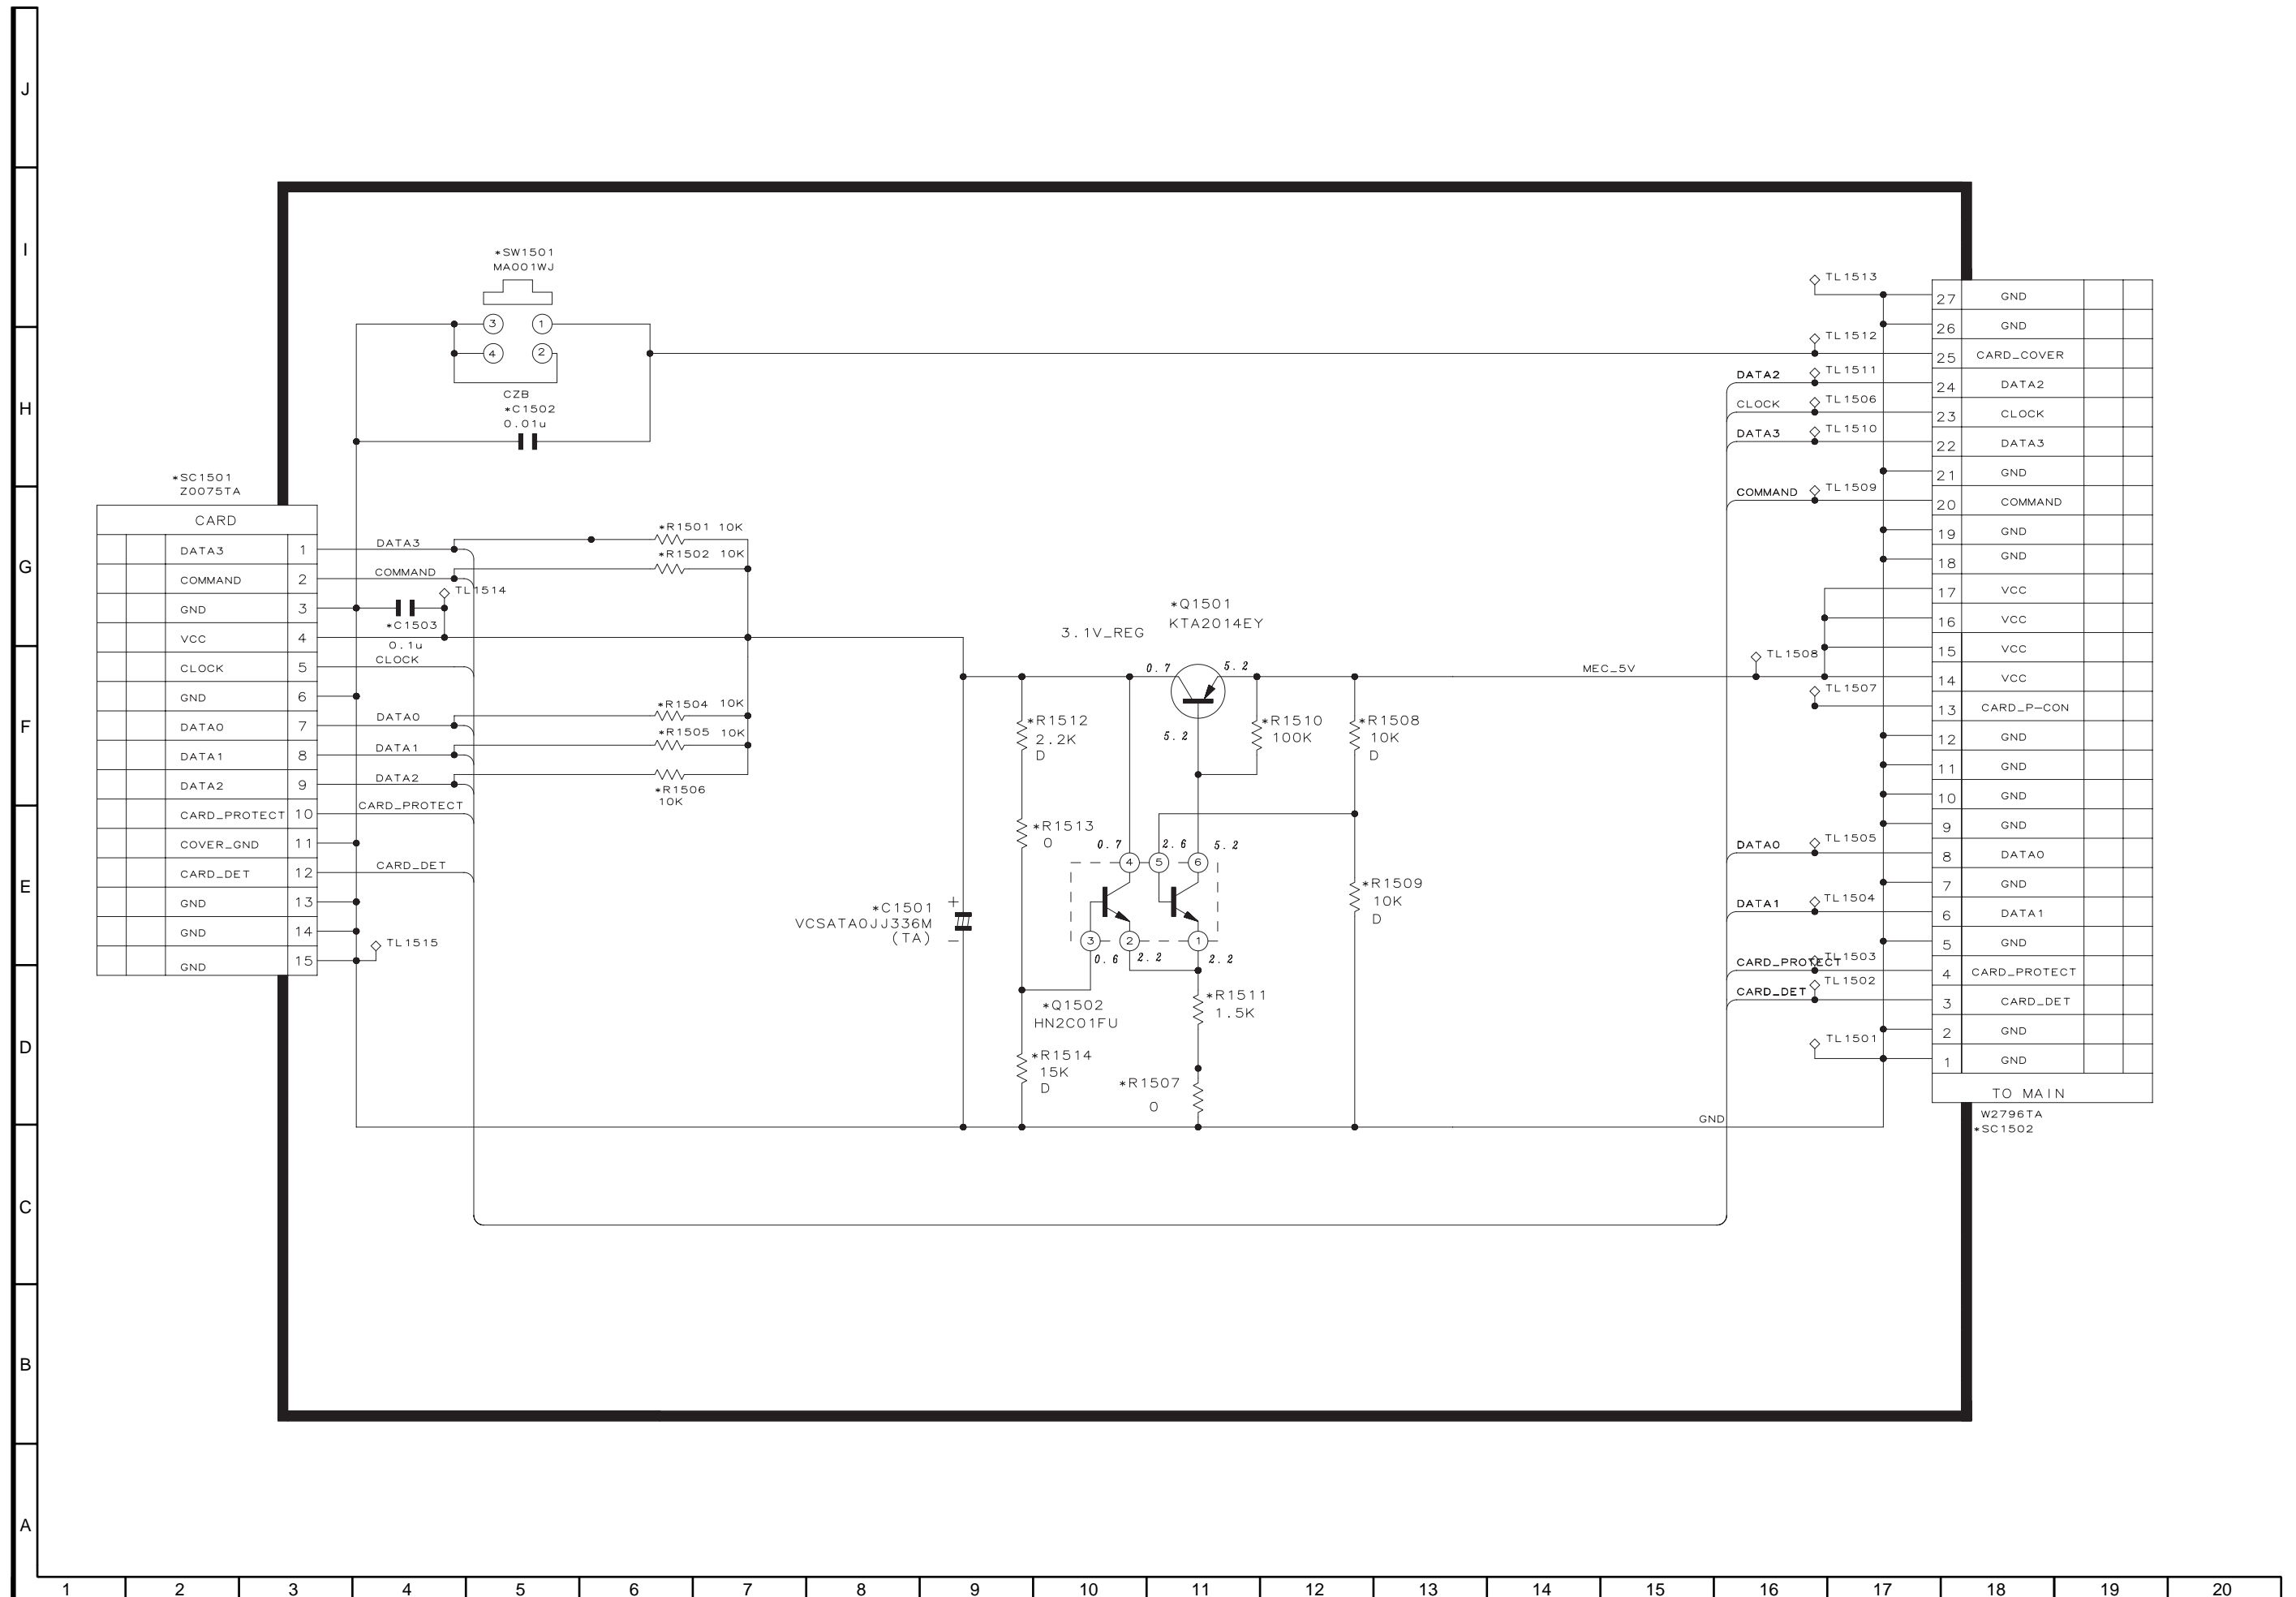 J
I
H
G
F
E
D
C
B
A
*SW1501
MA001WJ
3
1
4
2
CZB
*C1502
0.01u
*SC1501
Z0075TA
CARD
DATA3 1
COMMAND 2
GND 3
VCC 4
CLOCK 5
GND 6
DATA0 7
DATA1 8
DATA2 9
CARD_PROTECT 10
COVER_GND 11
CARD_DET 12
GND 13
GND 14
GND 15
DATA3
COMMAND
TL1514
*C1503
0.1u
CLOCK
DATA0
DATA1
DATA2
CARD_PROTECT
CARD_DET
TL1515
*R1501 10K
*R1502 10K
*R1504 10K
*R1505 10K
*R1506
10K
*C1501
VCSATA0JJ336M
(TA)
+
−
3.1V_REG
*Q1501
KTA2014EY
0.7
5.2
5.2
*R1512
2.2K
D
*R1510
100K
*R1508
10K
D
*R1513
0
0.7
2.6
5.2
4
5
6
3
2
1
0.6
2.2
2.2
*R1509
10K
D
*Q1502
HN2C01FU
*R1511
1.5K
*R1514
15K
D
*R1507
0
MEC_5V
GND
TL1513
TL1512
DATA2 TL1511
CLOCK TL1506
DATA3 TL1510
COMMAND TL1509
TL1508
TL1507
DATA0 TL1505
DATA1 TL1504
CARD_PROTECT TL1503
CARD_DET TL1502
TL1501
27 GND
26 GND
25 CARD_COVER
24 DATA2
23 CLOCK
22 DATA3
21 GND
20 COMMAND
19 GND
18 GND
17 VCC
16 VCC
15 VCC
14 VCC
13 CARD_P-CON
12 GND
11 GND
10 GND
9 GND
8 DATA0
7 GND
6 DATA1
5 GND
4 CARD_PROTECT
3 CARD_DET
2 GND
1 GND
TO MAIN
W2796TA
*SC1502
1 2 3 4 5 6 7 8 9 10 11 12 13 14 15 16 17 18 19 20